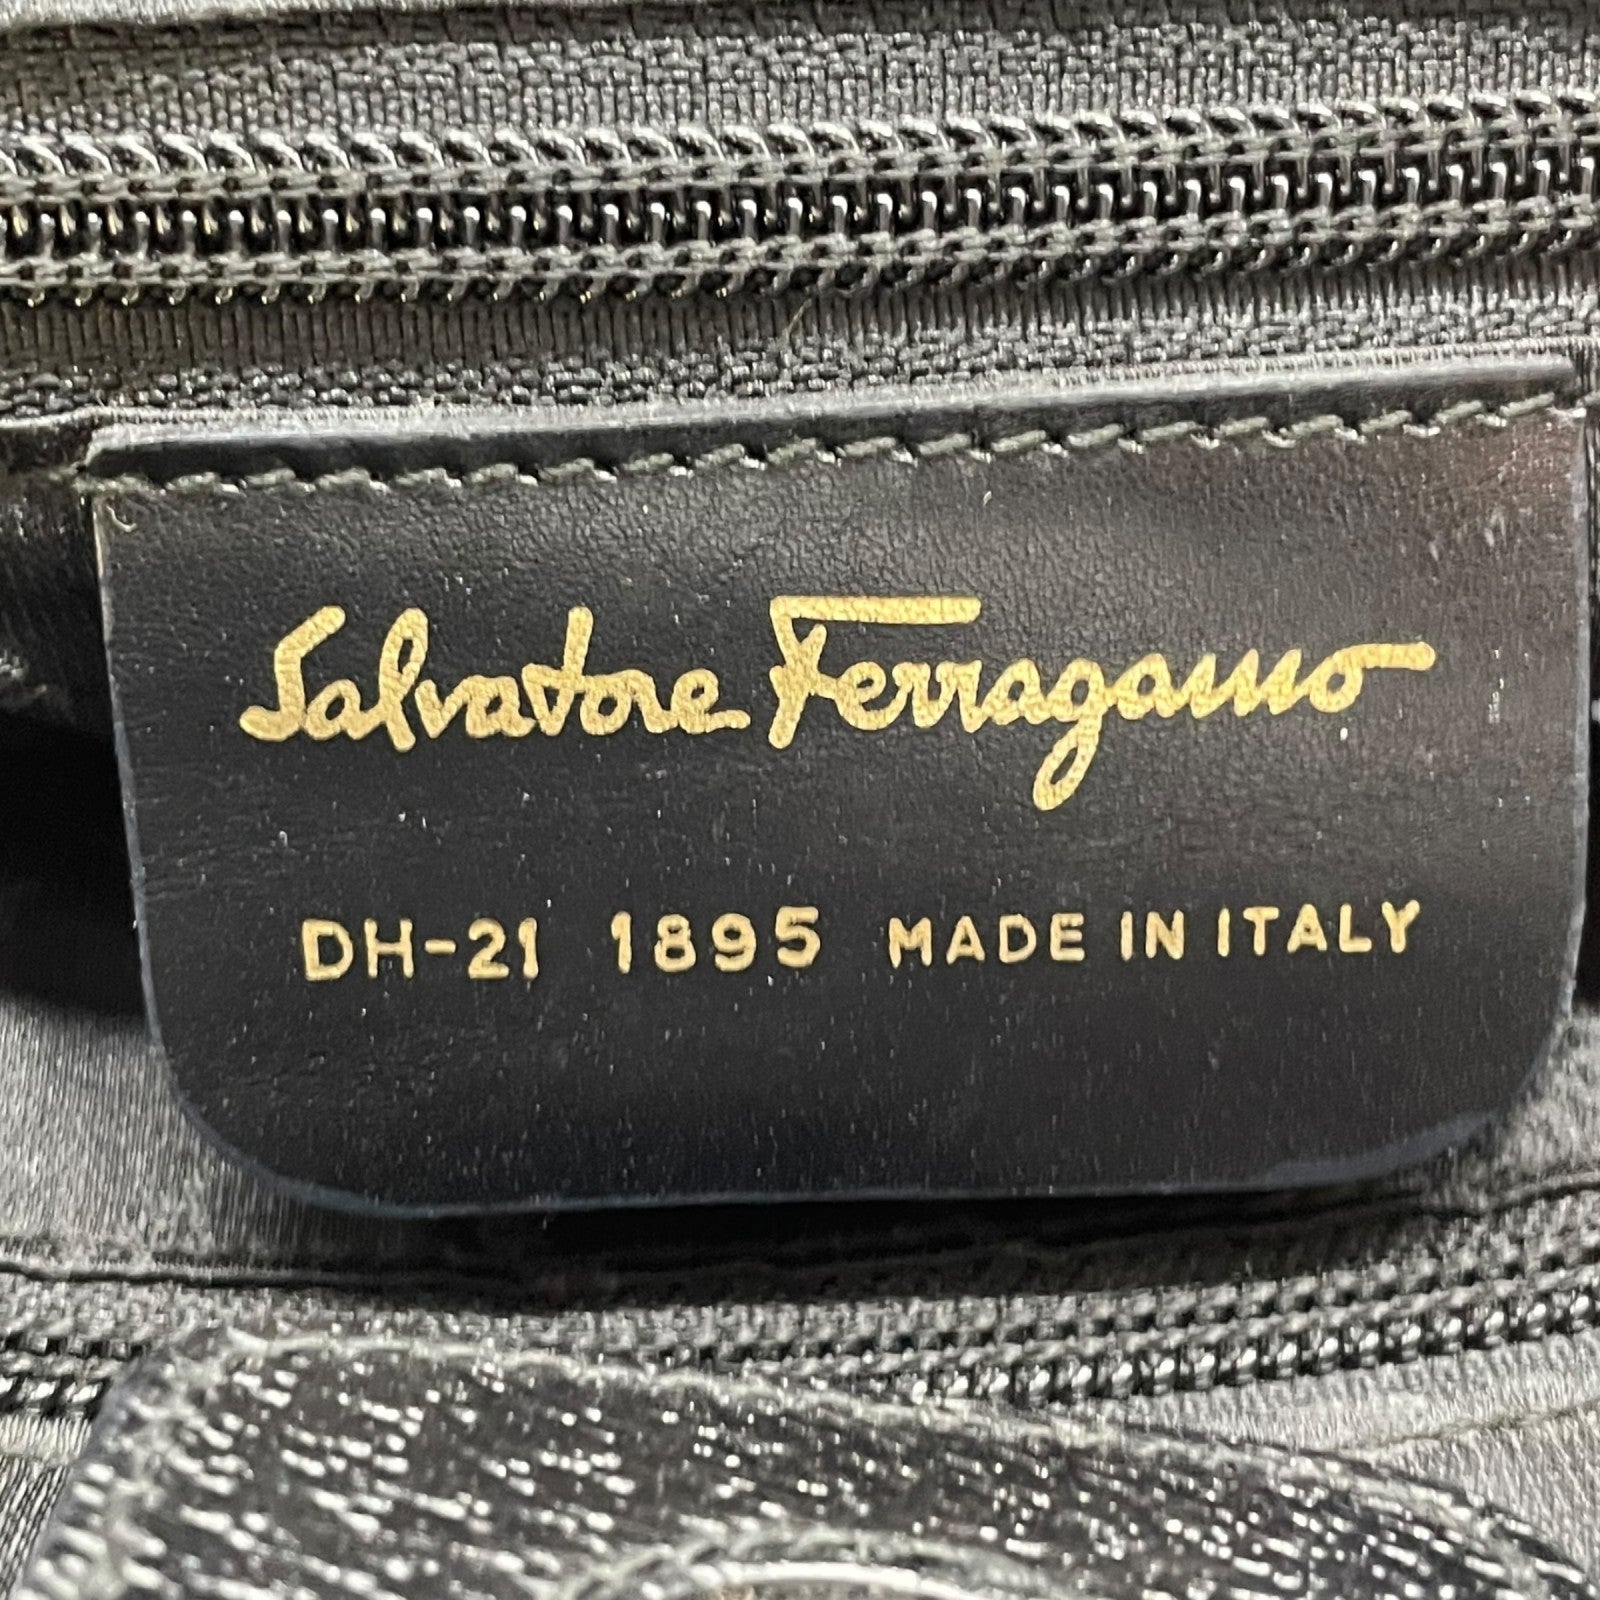 Salvatore Ferragamo
DH-21 1895 MADE IN ITALY